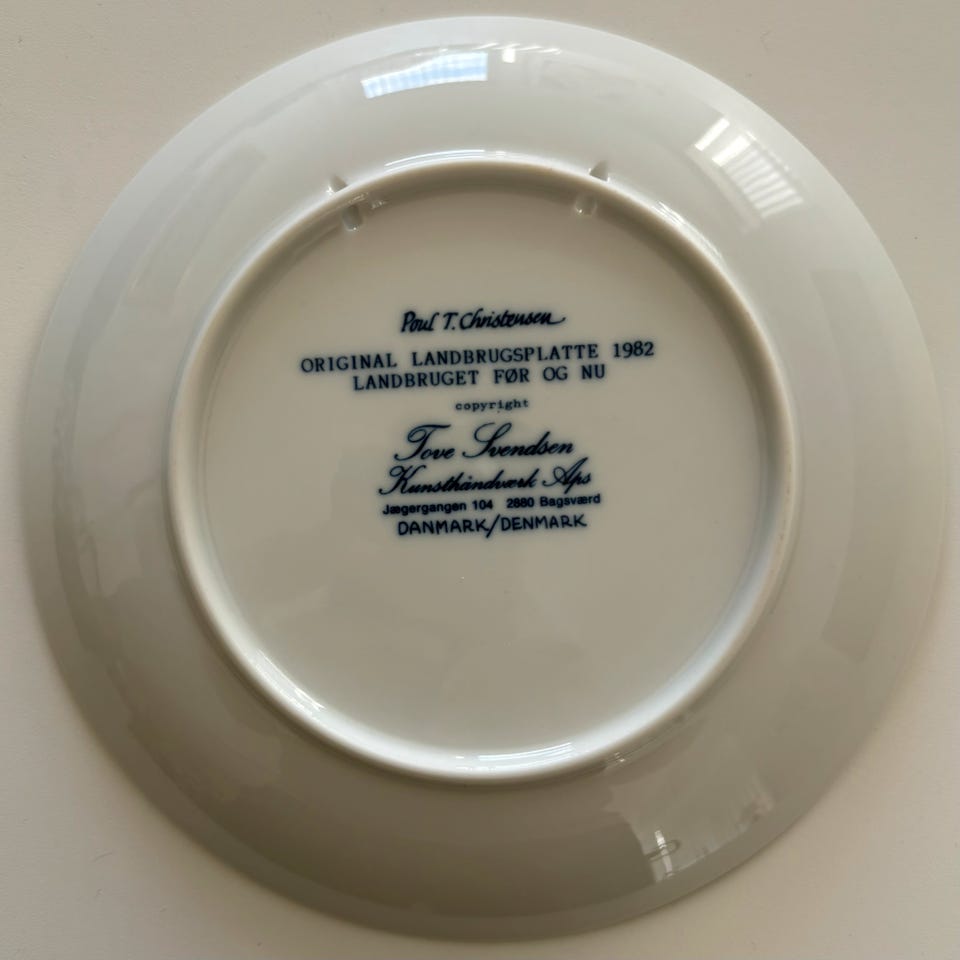 Poul T. Christensen
ORIGINAL LANDBRUGSPLATTE 1982
LANDBRUGET FØR OG NU
copyright
Tove Svendsen
Kunsthåndværk Aps
Jægergangen 104 2880 Bagsværd
DANMARK/DENMARK